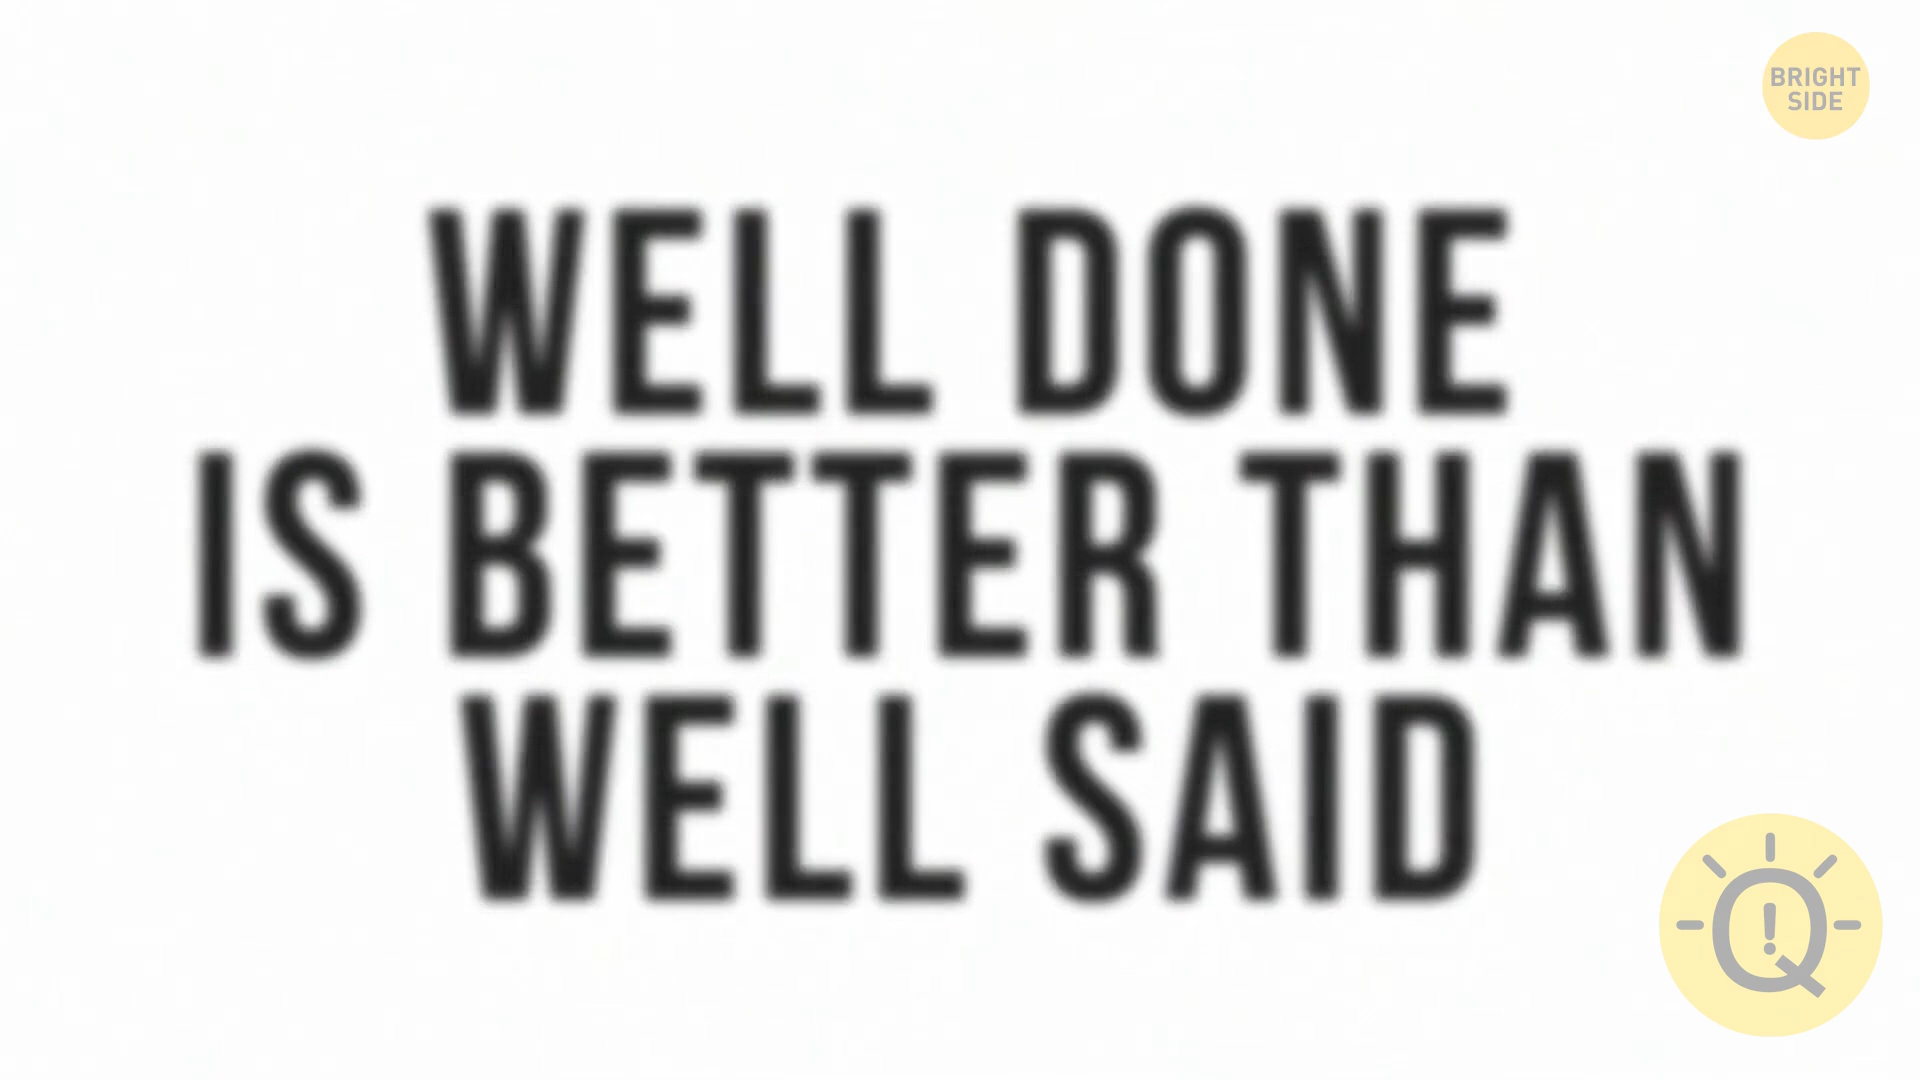 BRIGHT
SIDE
WELL DONE
IS BETTER THAN
WELL SAID
Q!